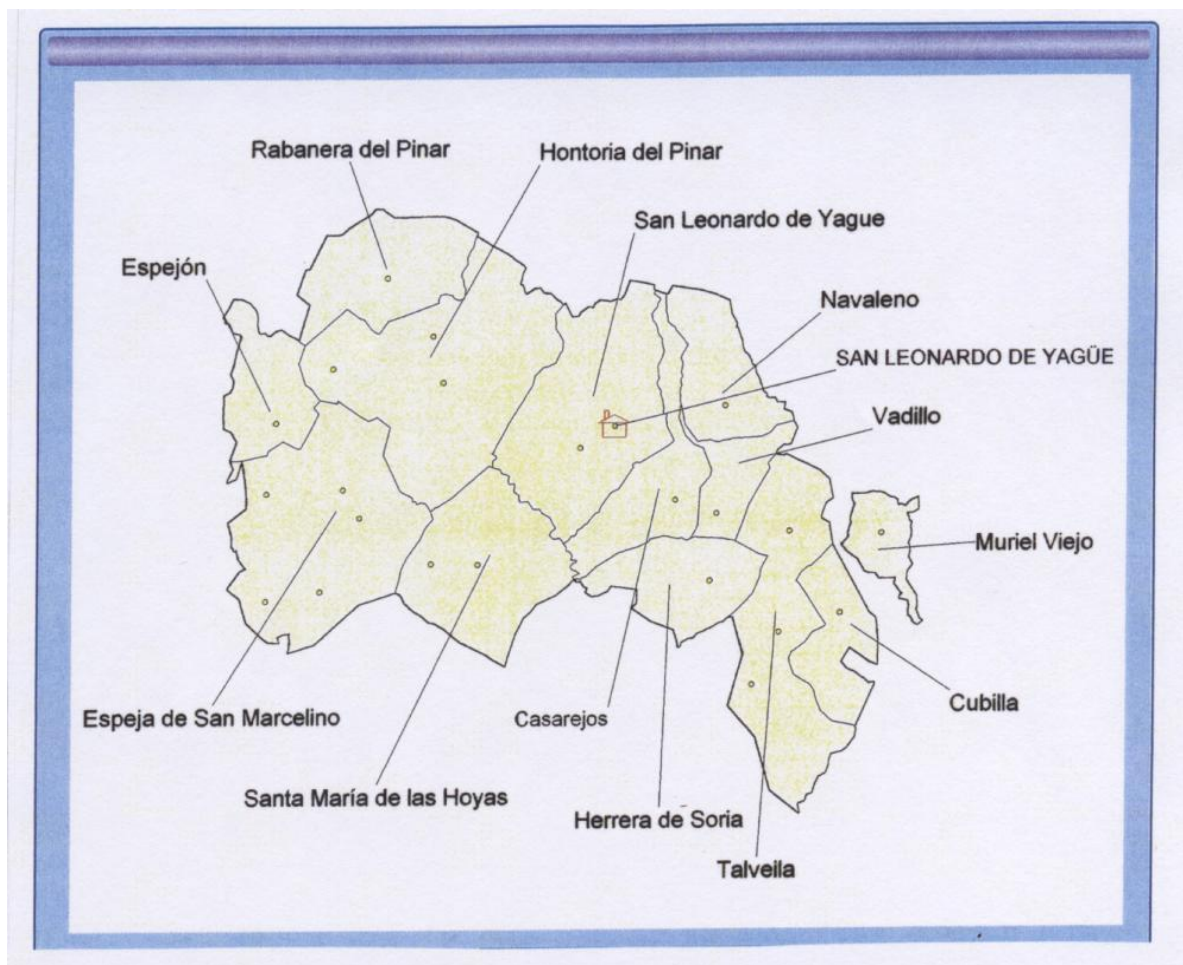 Rabanera del Pinar
Hontoria del Pinar
San Leonardo de Yague
Espejón
Navaleno
SAN LEONARDO DE YAGÜE
Vadillo
Muriel Viejo
Cubilla
Espeja de San Marcelino
Casarejos
Santa María de las Hoyas
Herrera de Soria
Talveila